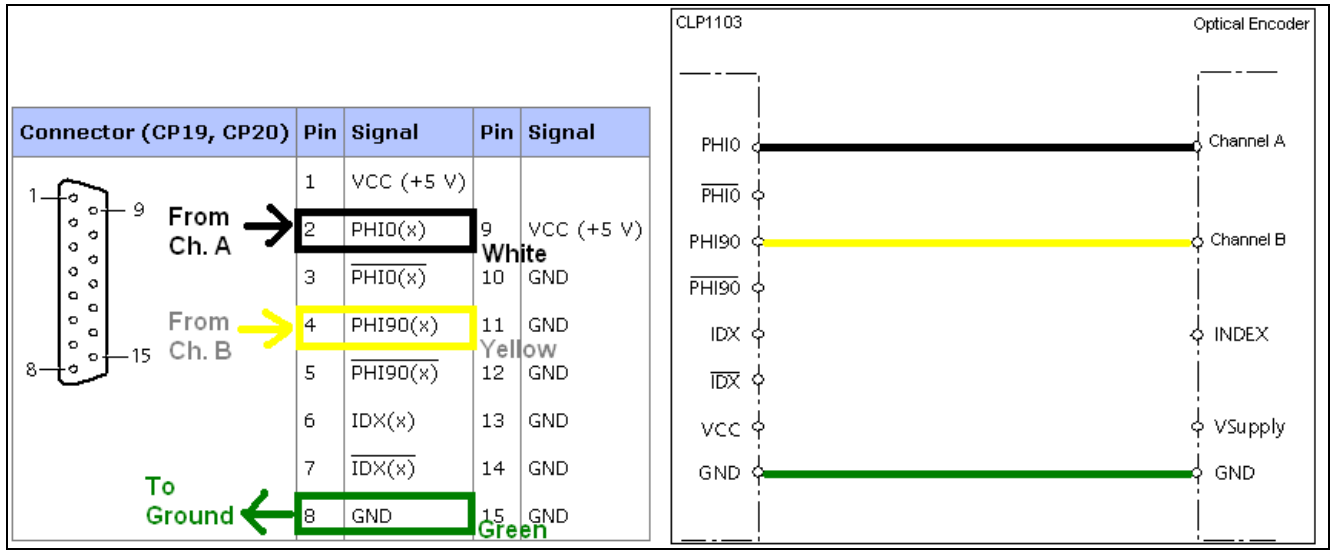 Connector (CP19, CP20) Pin Signal Pin Signal
1 VCC (+5 V)
1 9 From Ch. A 2 PHI0(x) 9 VCC (+5 V)
White
3 PHI0(x) 10 GND
From Ch. B 4 PHI90(x) 11 GND
Yellow
8 15 5 PHI90(x) 12 GND
6 IDX(x) 13 GND
7 IDX(x) 14 GND
To Ground 8 GND 15 GND
Green
CLP1103 Optical Encoder
PHI0 Channel A
PHI0
PHI90 Channel B
PHI90
IDX INDEX
IDX
VCC VSupply
GND GND